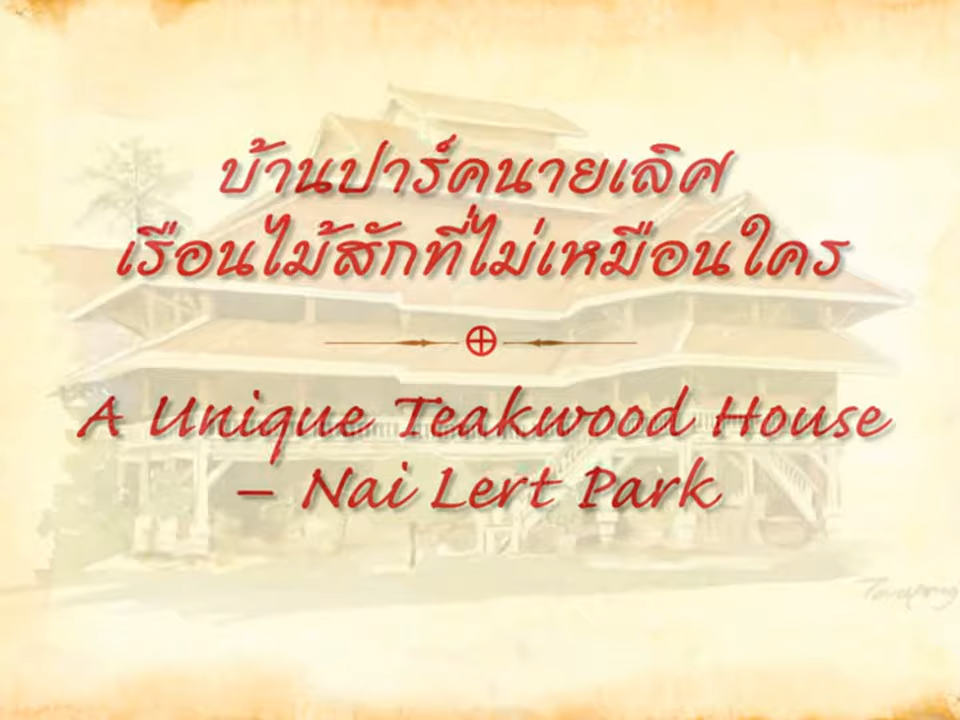 บ้านปาร์คนายเลิศ
เรือนไม้สักที่ไม่เหมือนใคร
A Unique Teakwood House
– Nai Lert Park